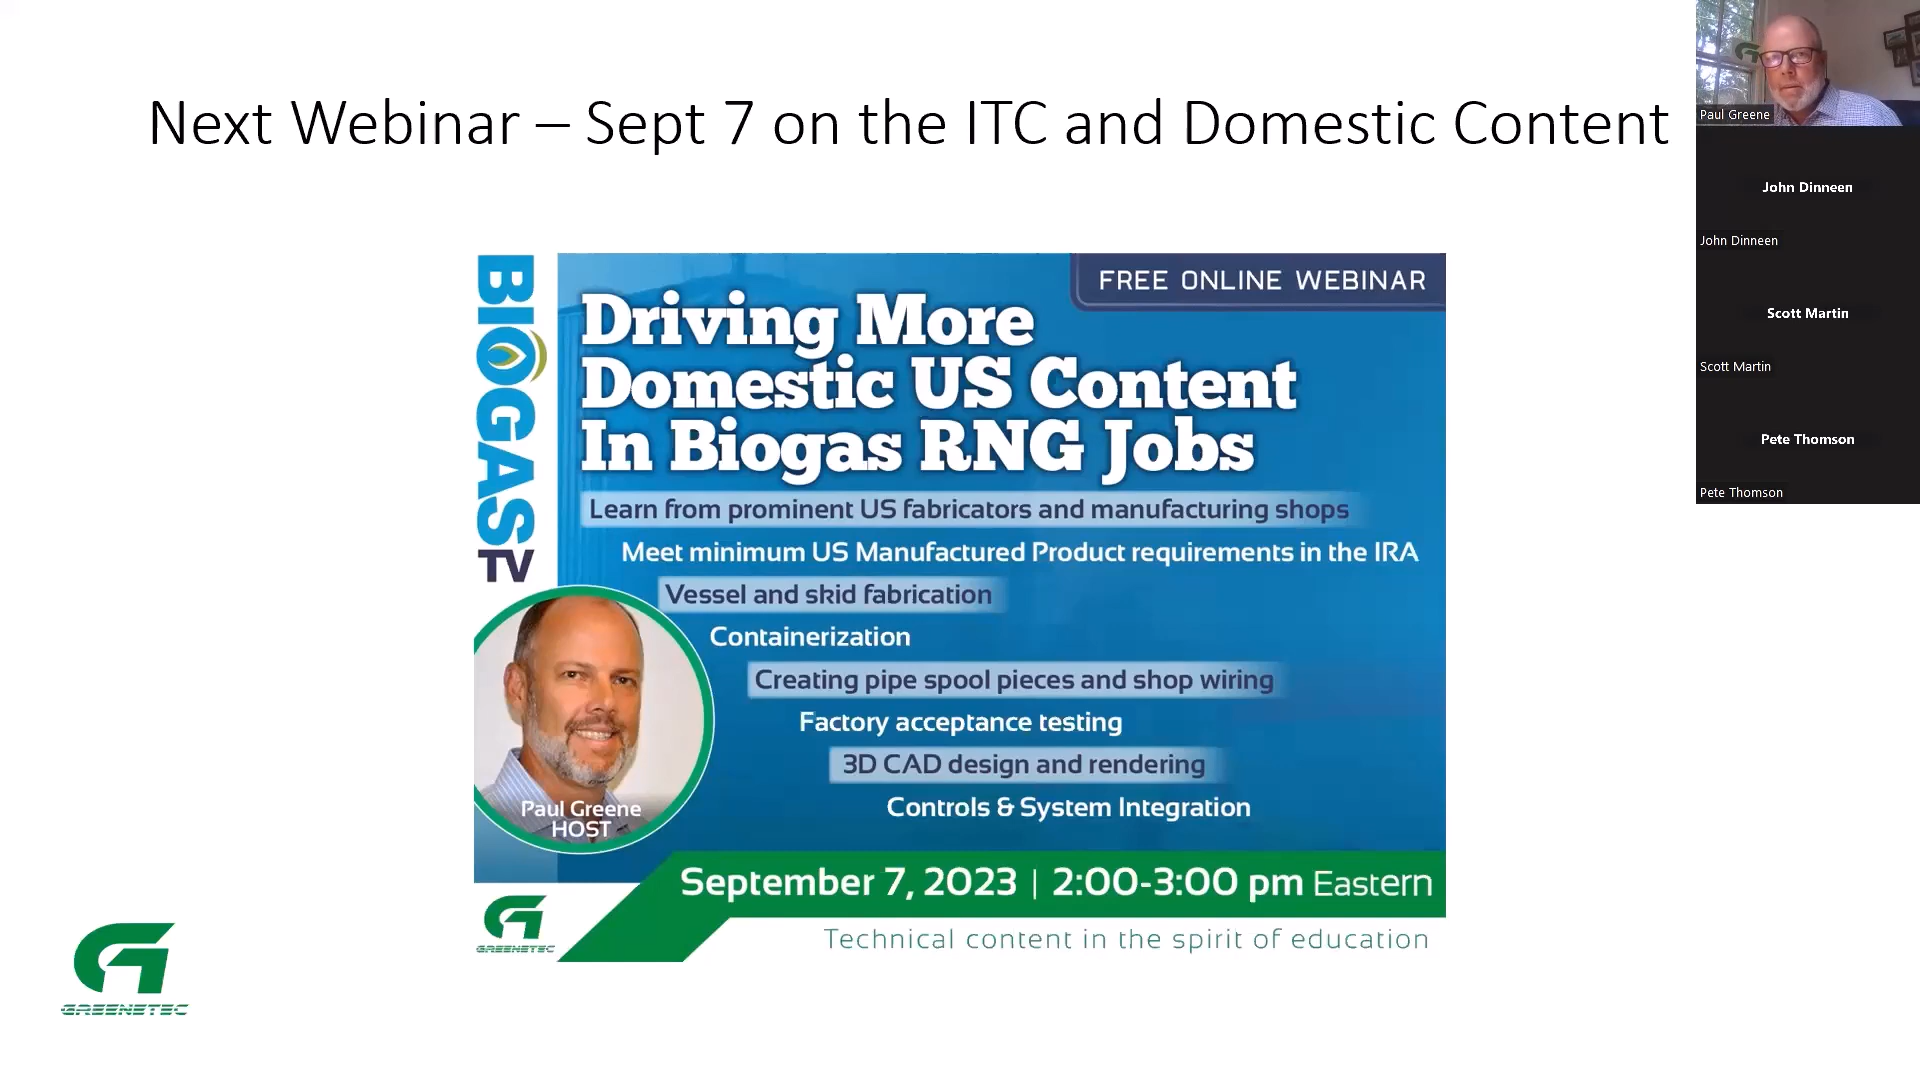 Next Webinar – Sept 7 on the ITC and Domestic Content
BIOGAS
TV
FREE ONLINE WEBINAR
Driving More
Domestic US Content
In Biogas RNG Jobs
Learn from prominent US fabricators and manufacturing shops
Meet minimum US Manufactured Product requirements in the IRA
Vessel and skid fabrication
Containerization
Creating pipe spool pieces and shop wiring
Factory acceptance testing
3D CAD design and rendering
Controls & System Integration
Paul Greene
HOST
September 7, 2023 | 2:00-3:00 pm Eastern
GREENETEC
Technical content in the spirit of education
GREENETEC
Paul Greene
John Dinneen
John Dinneen
Scott Martin
Scott Martin
Pete Thomson
Pete Thomson